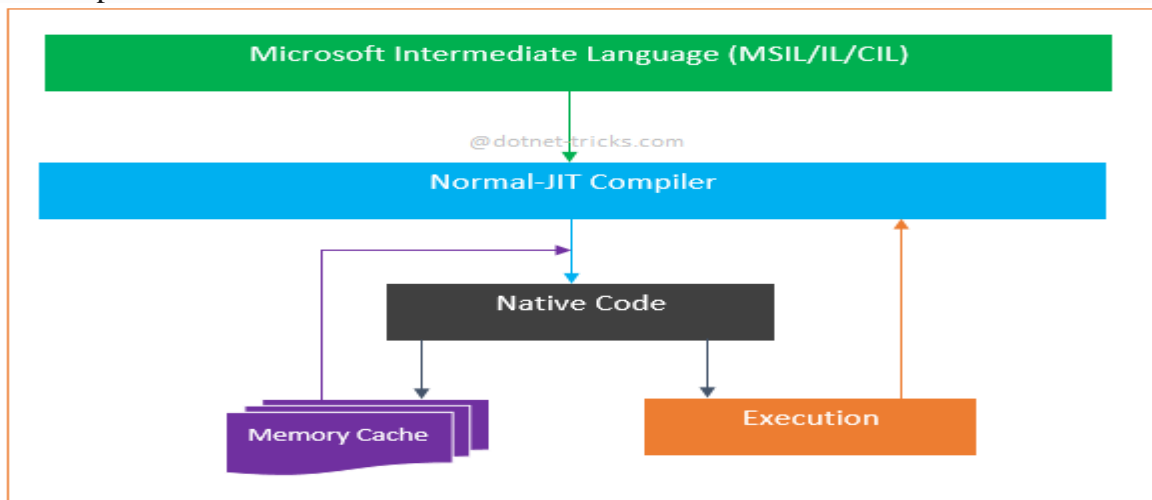 Microsoft Intermediate Language (MSIL/IL/CIL)
@dotnet-tricks.com
Normal-JIT Compiler
Native Code
Memory Cache
Execution